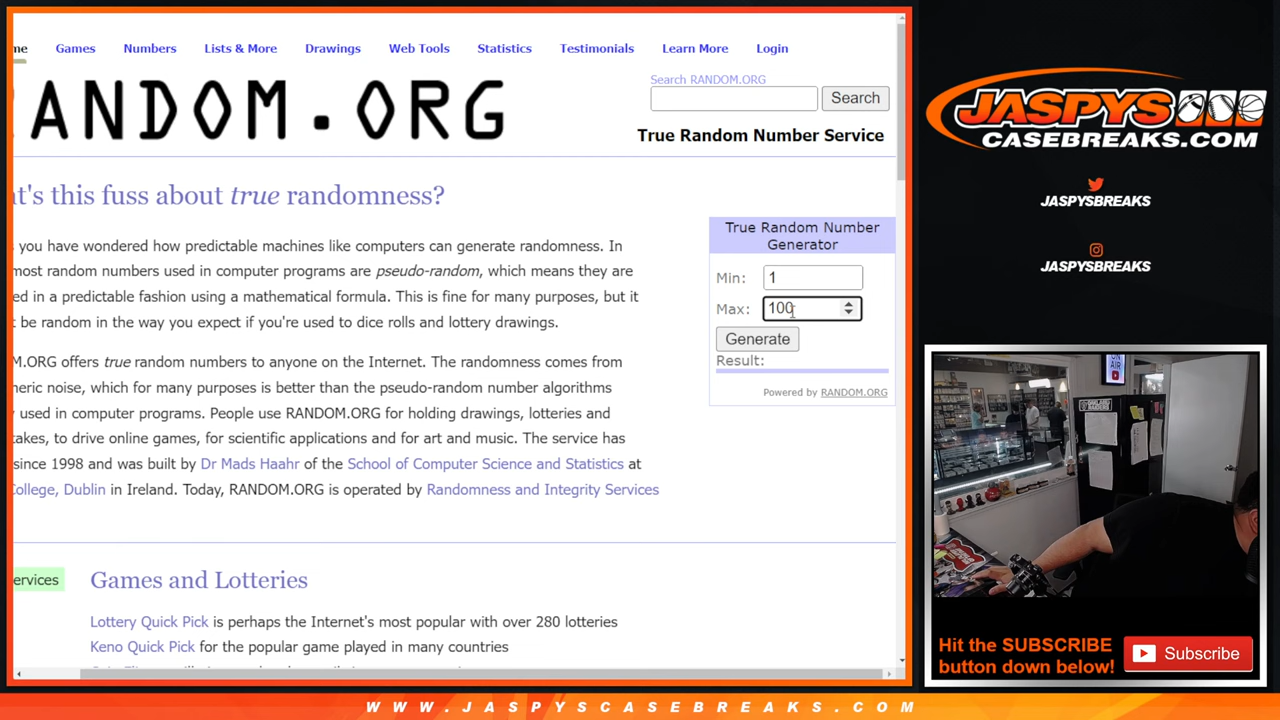 me Games Numbers Lists & More Drawings Web Tools Statistics Testimonials Learn More Login
ANDOM.ORG
Search RANDOM.ORG
Search
True Random Number Service
t's this fuss about true randomness?
you have wondered how predictable machines like computers can generate randomness. In
most random numbers used in computer programs are pseudo-random, which means they are
ed in a predictable fashion using a mathematical formula. This is fine for many purposes, but it
t be random in the way you expect if you're used to dice rolls and lottery drawings.
M.ORG offers true random numbers to anyone on the Internet. The randomness comes from
heric noise, which for many purposes is better than the pseudo-random number algorithms
used in computer programs. People use RANDOM.ORG for holding drawings, lotteries and
takes, to drive online games, for scientific applications and for art and music. The service has
since 1998 and was built by Dr Mads Haahr of the School of Computer Science and Statistics at
College, Dublin in Ireland. Today, RANDOM.ORG is operated by Randomness and Integrity Services
True Random Number
Generator
Min: 1
Max: 100
Generate
Result:
Powered by RANDOM.ORG
ervices
Games and Lotteries
Lottery Quick Pick is perhaps the Internet's most popular with over 280 lotteries
Keno Quick Pick for the popular game played in many countries
JASPYS
CASEBREAKS.COM
JASPYSBREAKS
JASPYSBREAKS
ON
AIR
Hit the SUBSCRIBE
button down below!
Subscribe
WWW.JASPYSCASEBREAKS.COM